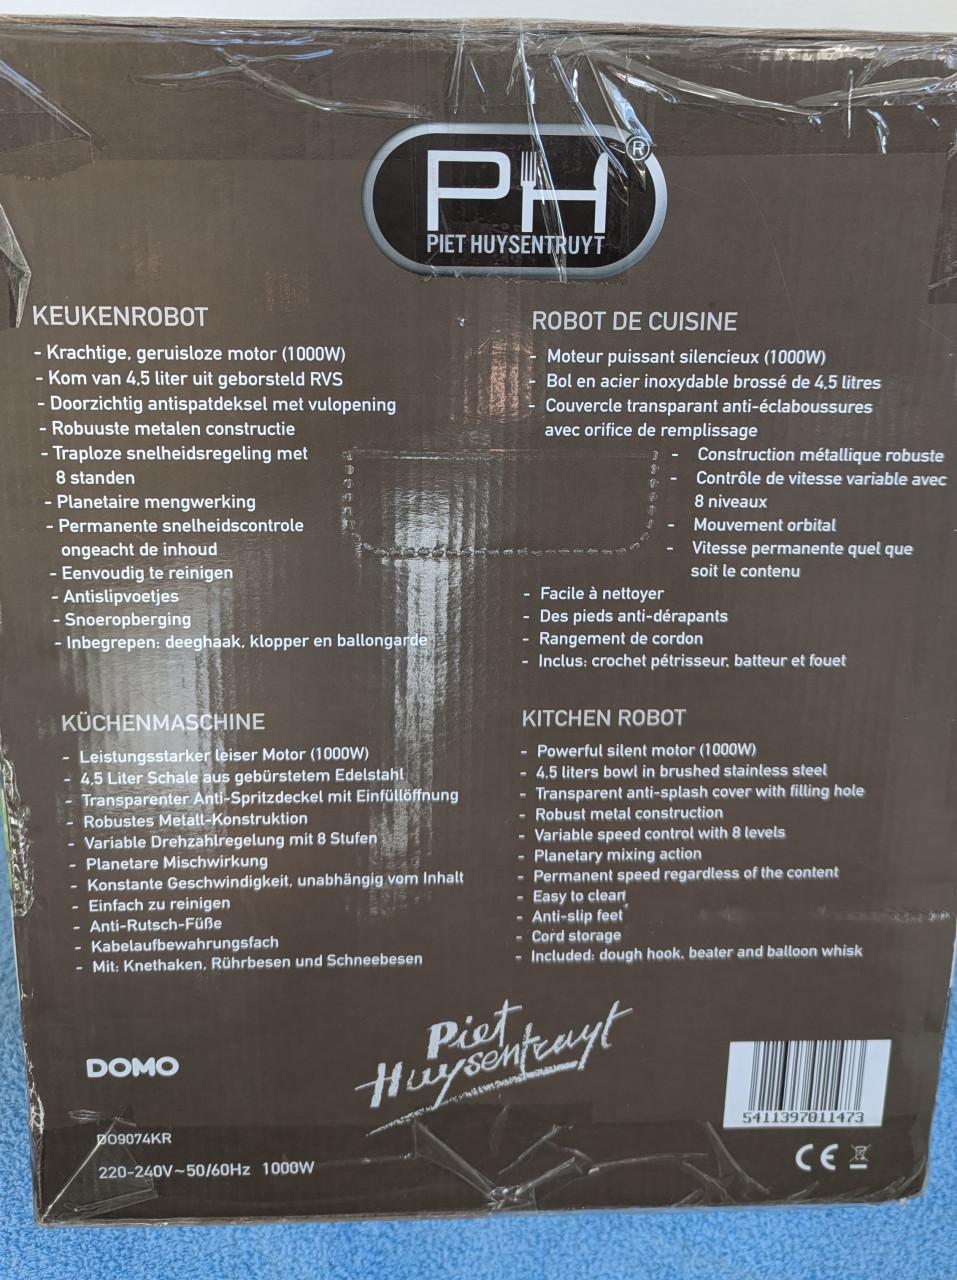 PH®
PIET HUYSENTRUYT
KEUKENROBOT
- Krachtige, geruisloze motor (1000W)
- Kom van 4,5 liter uit geborsteld RVS
- Doorzichtig antispatdeksel met vulopening
- Robuuste metalen constructie
- Traploze snelheidsregeling met
8 standen
- Planetaire mengwerking
- Permanente snelheidscontrole
ongeacht de inhoud
- Eenvoudig te reinigen
- Antislipvoetjes
- Snoeropberging
- Inbegrepen: deeghaak, klopper en ballongarde
ROBOT DE CUISINE
- Moteur puissant silencieux (1000W)
- Bol en acier inoxydable brossé de 4,5 litres
- Couvercle transparant anti-éclaboussures
avec orifice de remplissage
- Construction métallique robuste
- Contrôle de vitesse variable avec
8 niveaux
- Mouvement orbital
- Vitesse permanente quel que
soit le contenu
- Facile à nettoyer
- Des pieds anti-dérapants
- Rangement de cordon
- Inclus: crochet pétrisseur, batteur et fouet
KÜCHENMASCHINE
- Leistungsstarker leiser Motor (1000W)
- 4,5 Liter Schale aus gebürstetem Edelstahl
- Transparenter Anti-Spritzdeckel mit Einfüllöffnung
- Robustes Metall-Konstruktion
- Variable Drehzahlregelung mit 8 Stufen
- Planetare Mischwirkung
- Konstante Geschwindigkeit, unabhängig vom Inhalt
- Einfach zu reinigen
- Anti-Rutsch-Füße
- Kabelaufbewahrungsfach
- Mit: Knethaken, Rührbesen und Schneebesen
KITCHEN ROBOT
- Powerful silent motor (1000W)
- 4.5 liters bowl in brushed stainless steel
- Transparent anti-splash cover with filling hole
- Robust metal construction
- Variable speed control with 8 levels
- Planetary mixing action
- Permanent speed regardless of the content
- Easy to clean
- Anti-slip feet
- Cord storage
- Included: dough hook, beater and balloon whisk
Piet
Huysentruyt
DOMO
5411397011473
DO9074KR
220-240V~50/60Hz 1000W
CE